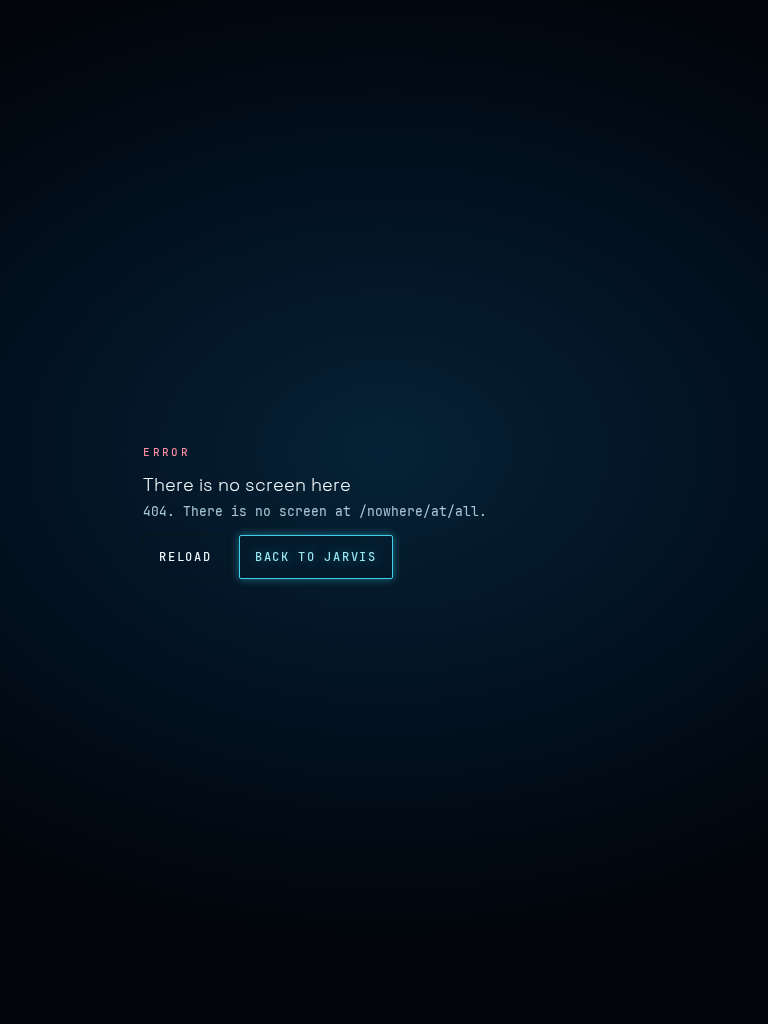 ERROR
There is no screen here
404. There is no screen at /nowhere/at/all.
RELOAD
BACK TO JARVIS